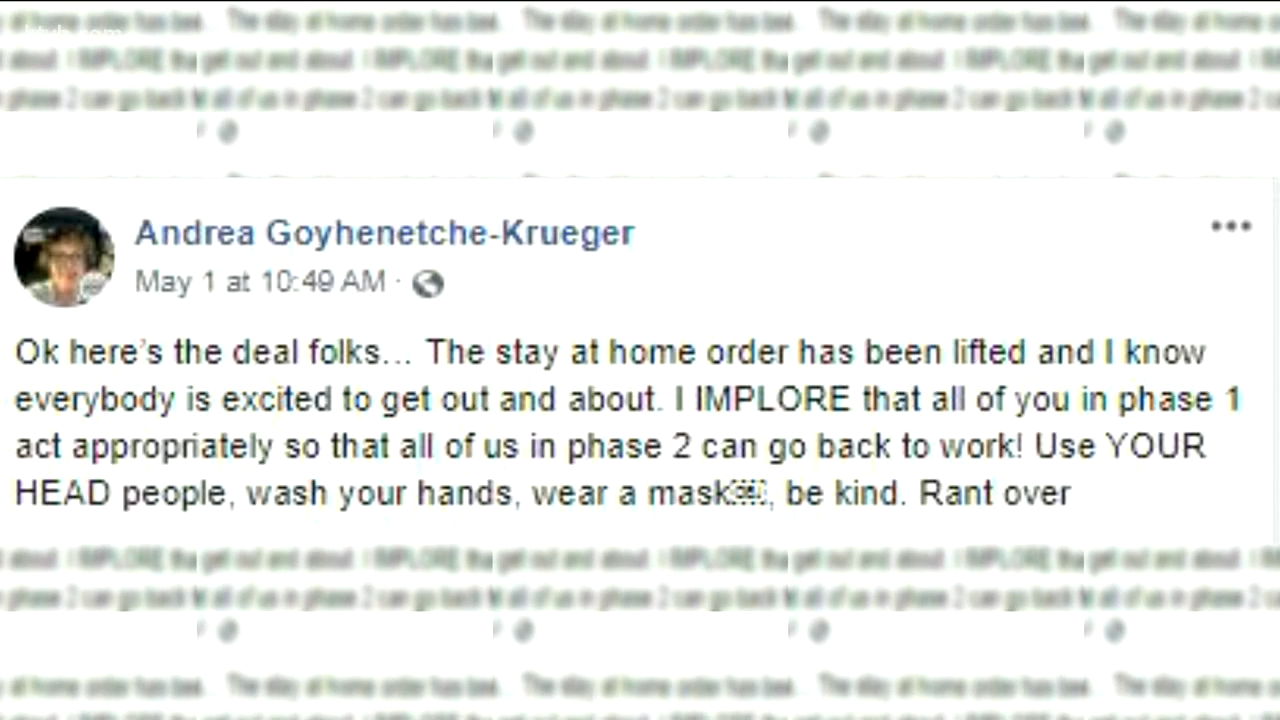 ktvb.com
Andrea Goyhenetche-Krueger
May 1 at 10:49 AM ·
Ok here's the deal folks... The stay at home order has been lifted and I know
everybody is excited to get out and about. I IMPLORE that all of you in phase 1
act appropriately so that all of us in phase 2 can go back to work! Use YOUR
HEAD people, wash your hands, wear a mask, be kind. Rant over